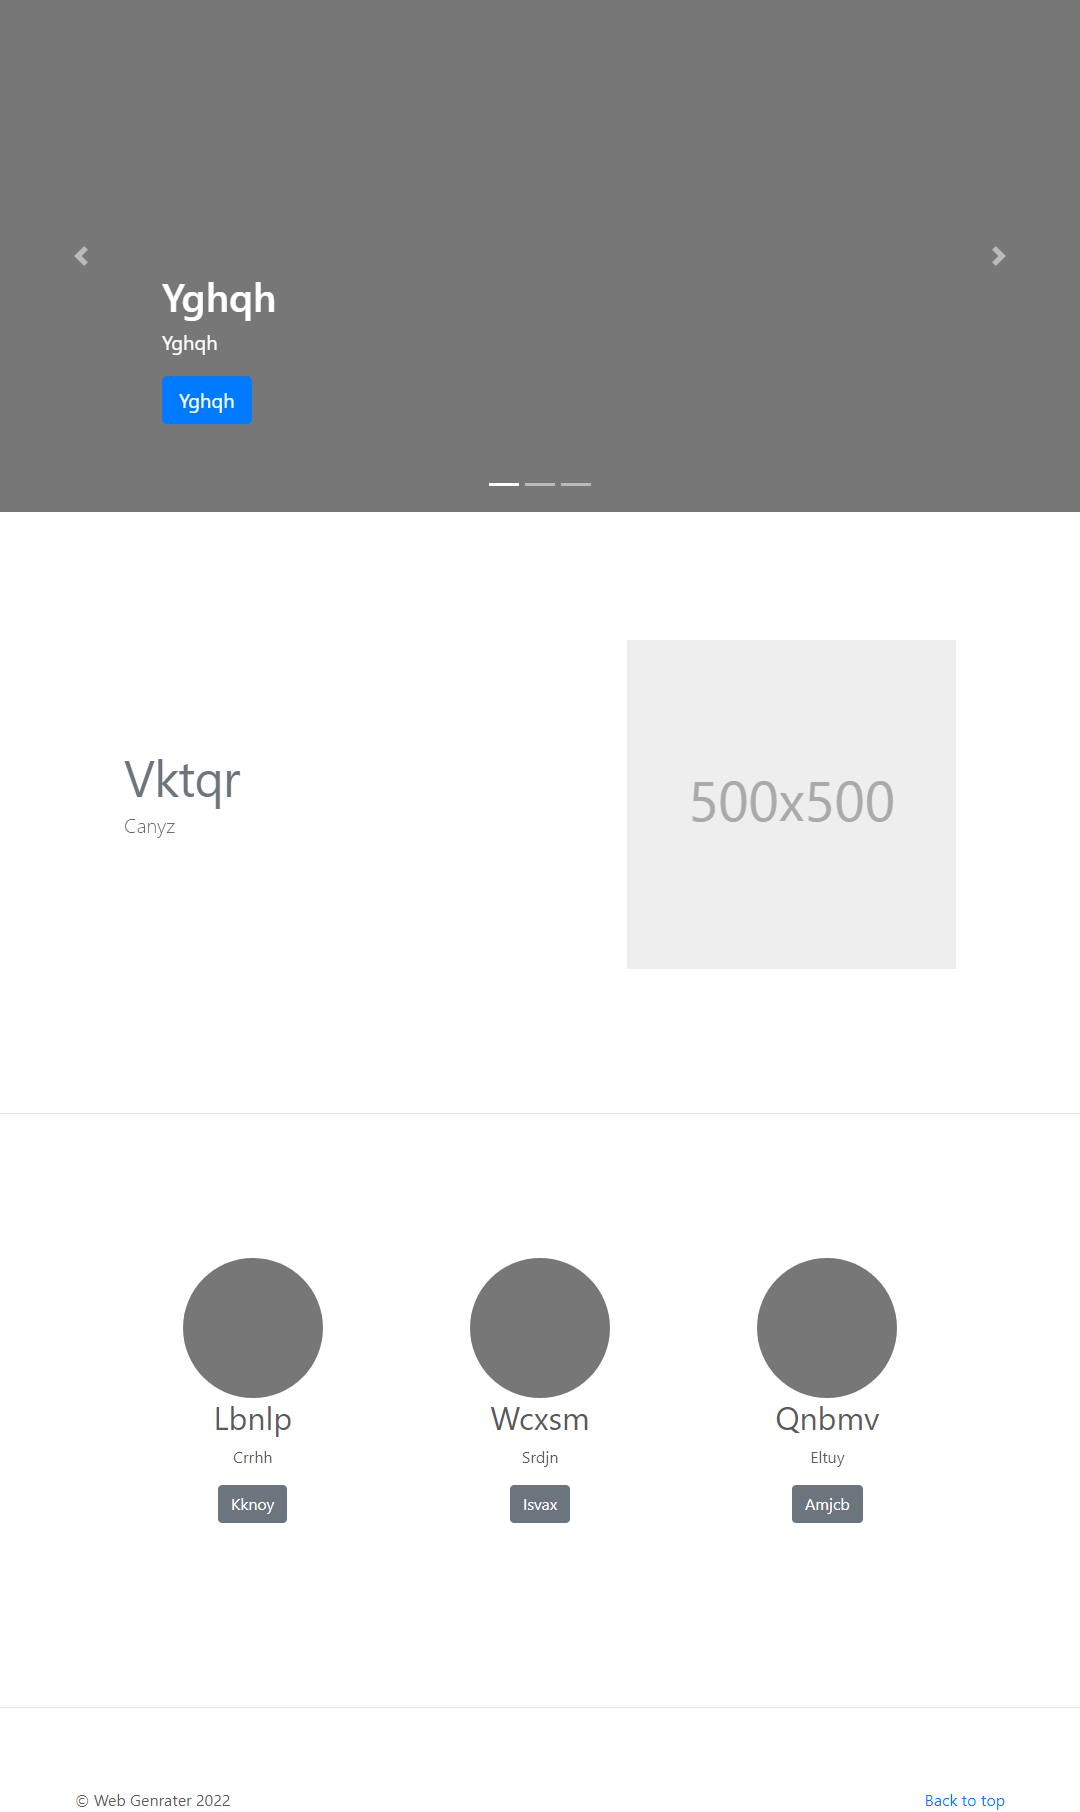 Yghqh
Yghqh
Yghqh
Vktqr
Canyz
500x500
Lbnlp
Wcxsm
Qnbmv
Crrhh
Srdjn
Eltuy
Kknoy
Isvax
Amjcb
© Web Genrater 2022
Back to top